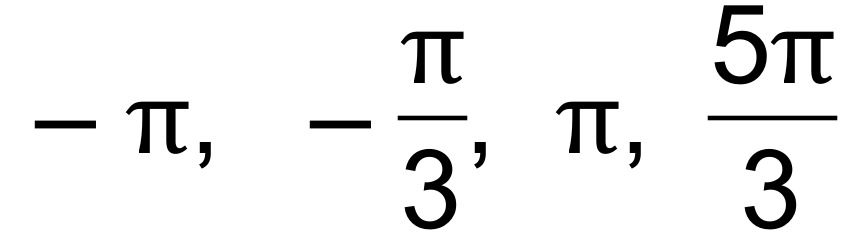 − π, − π/3, π, 5π/3